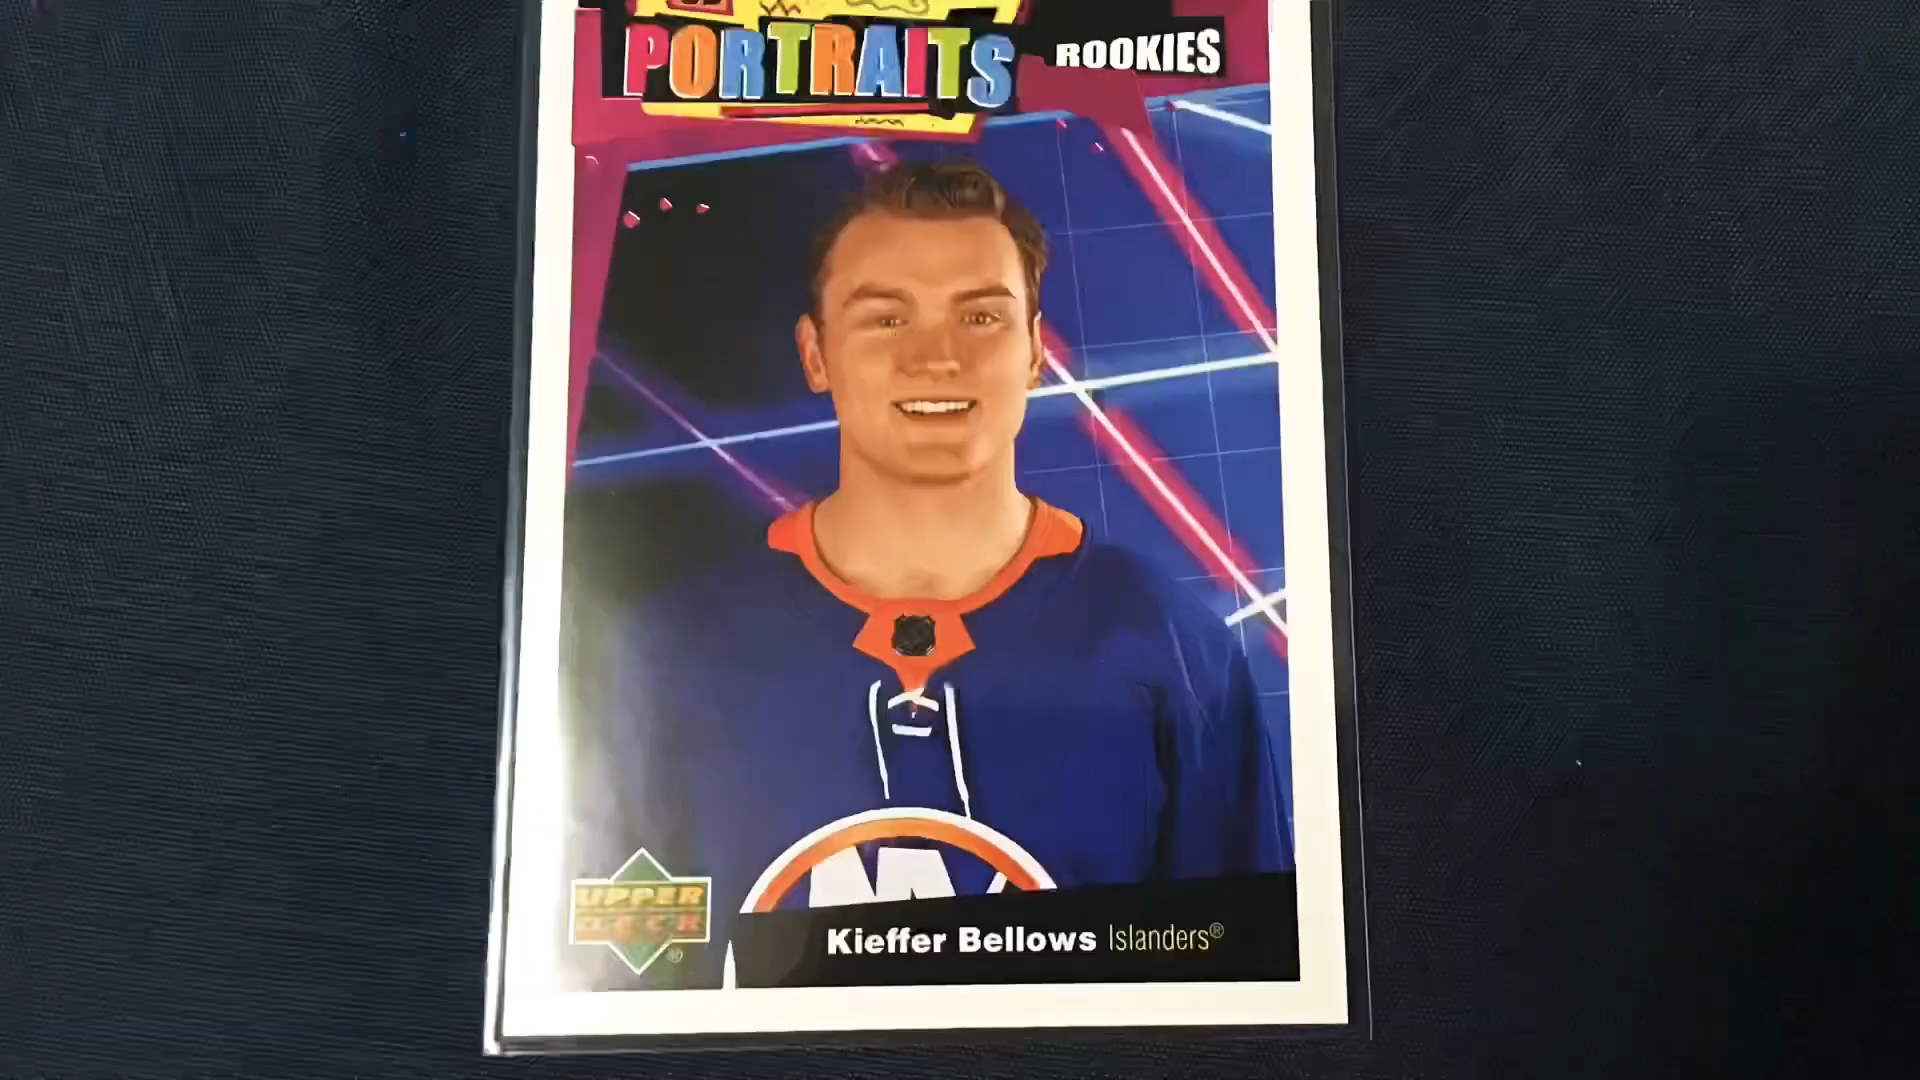 PORTRAITS
ROOKIES
UPPER
DECK
®
Kieffer Bellows Islanders®